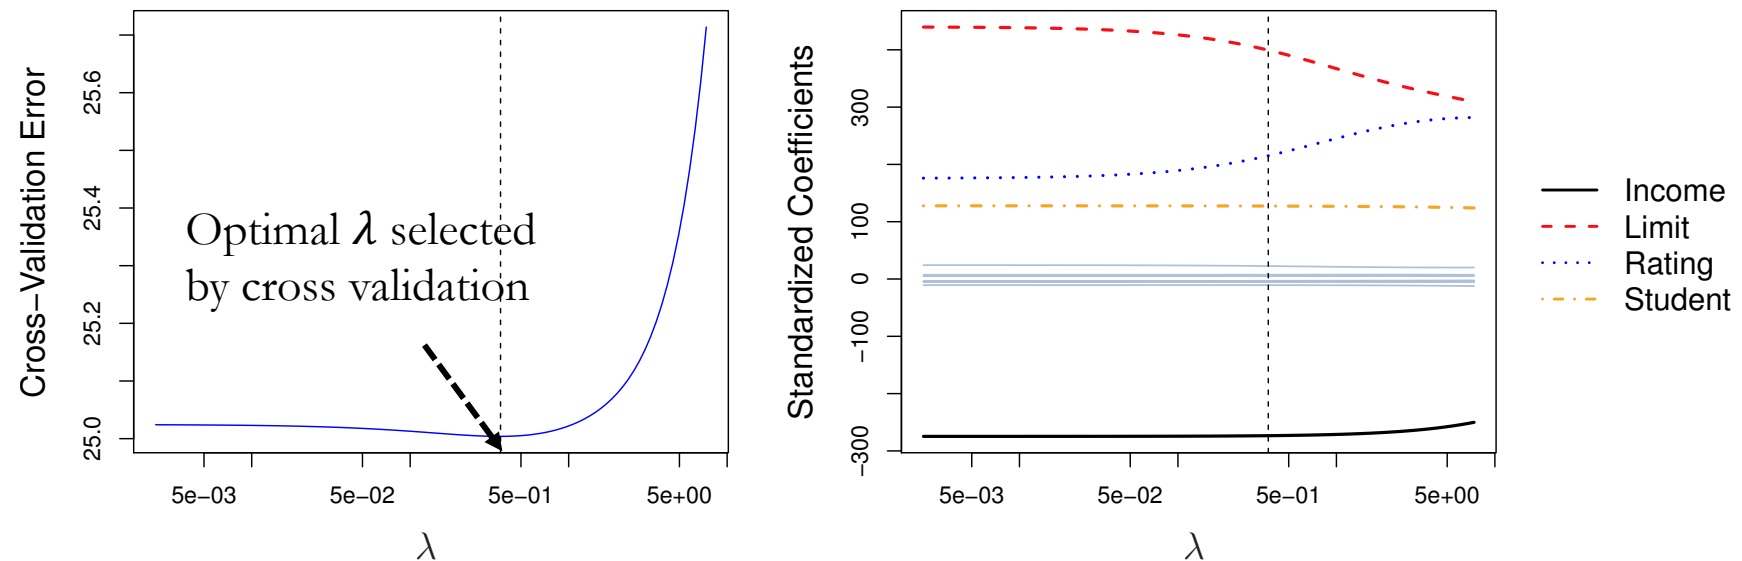 Cross−Validation Error
25.0
25.2
25.4
25.6
Optimal λ selected
by cross validation
5e−03
5e−02
5e−01
5e+00
λ
Standardized Coefficients
−300
−100
0
100
300
5e−03
5e−02
5e−01
5e+00
λ
Income
Limit
Rating
Student